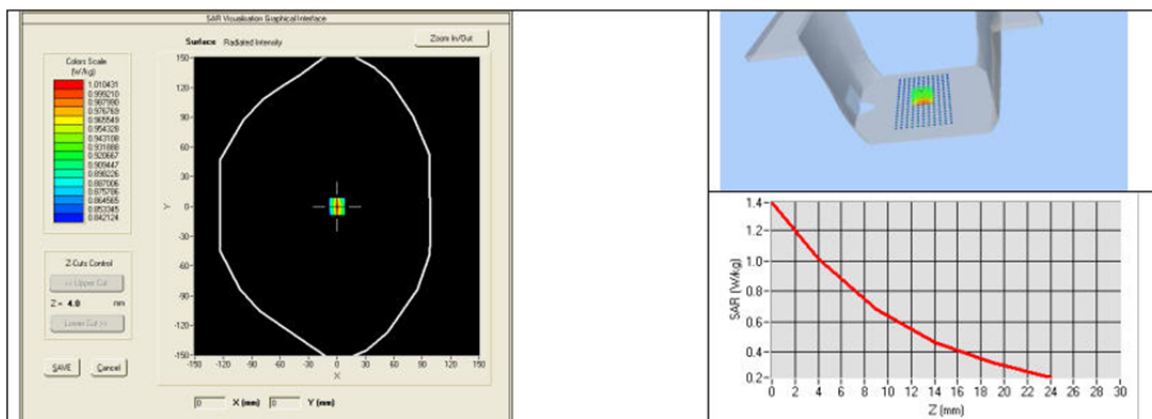 SAR Visualisation Graphical Interface
Surface Radiated Intensity
Zoom In/Out
Colors Scale
(W/kg)
1.010431
0.999210
0.987990
0.976769
0.965549
0.954328
0.943108
0.931888
0.920667
0.909447
0.898226
0.887006
0.875786
0.864565
0.853345
0.842124
Z-Cuts Control
<< Upper Cut
Z = 4.0 mm
Lower Cut >>
SAVE Cancel
150
120
90
60
30
0
-30
-60
-90
-120
-150
Y
-150 -120 -90 -60 -30 0 30 60 90 120 150
X
0 X (mm) 0 Y (mm)
1.4
1.2
1.0
0.8
0.6
0.4
0.2
SAR (W/kg)
0 2 4 6 8 10 12 14 16 18 20 22 24 26 28 30
Z (mm)